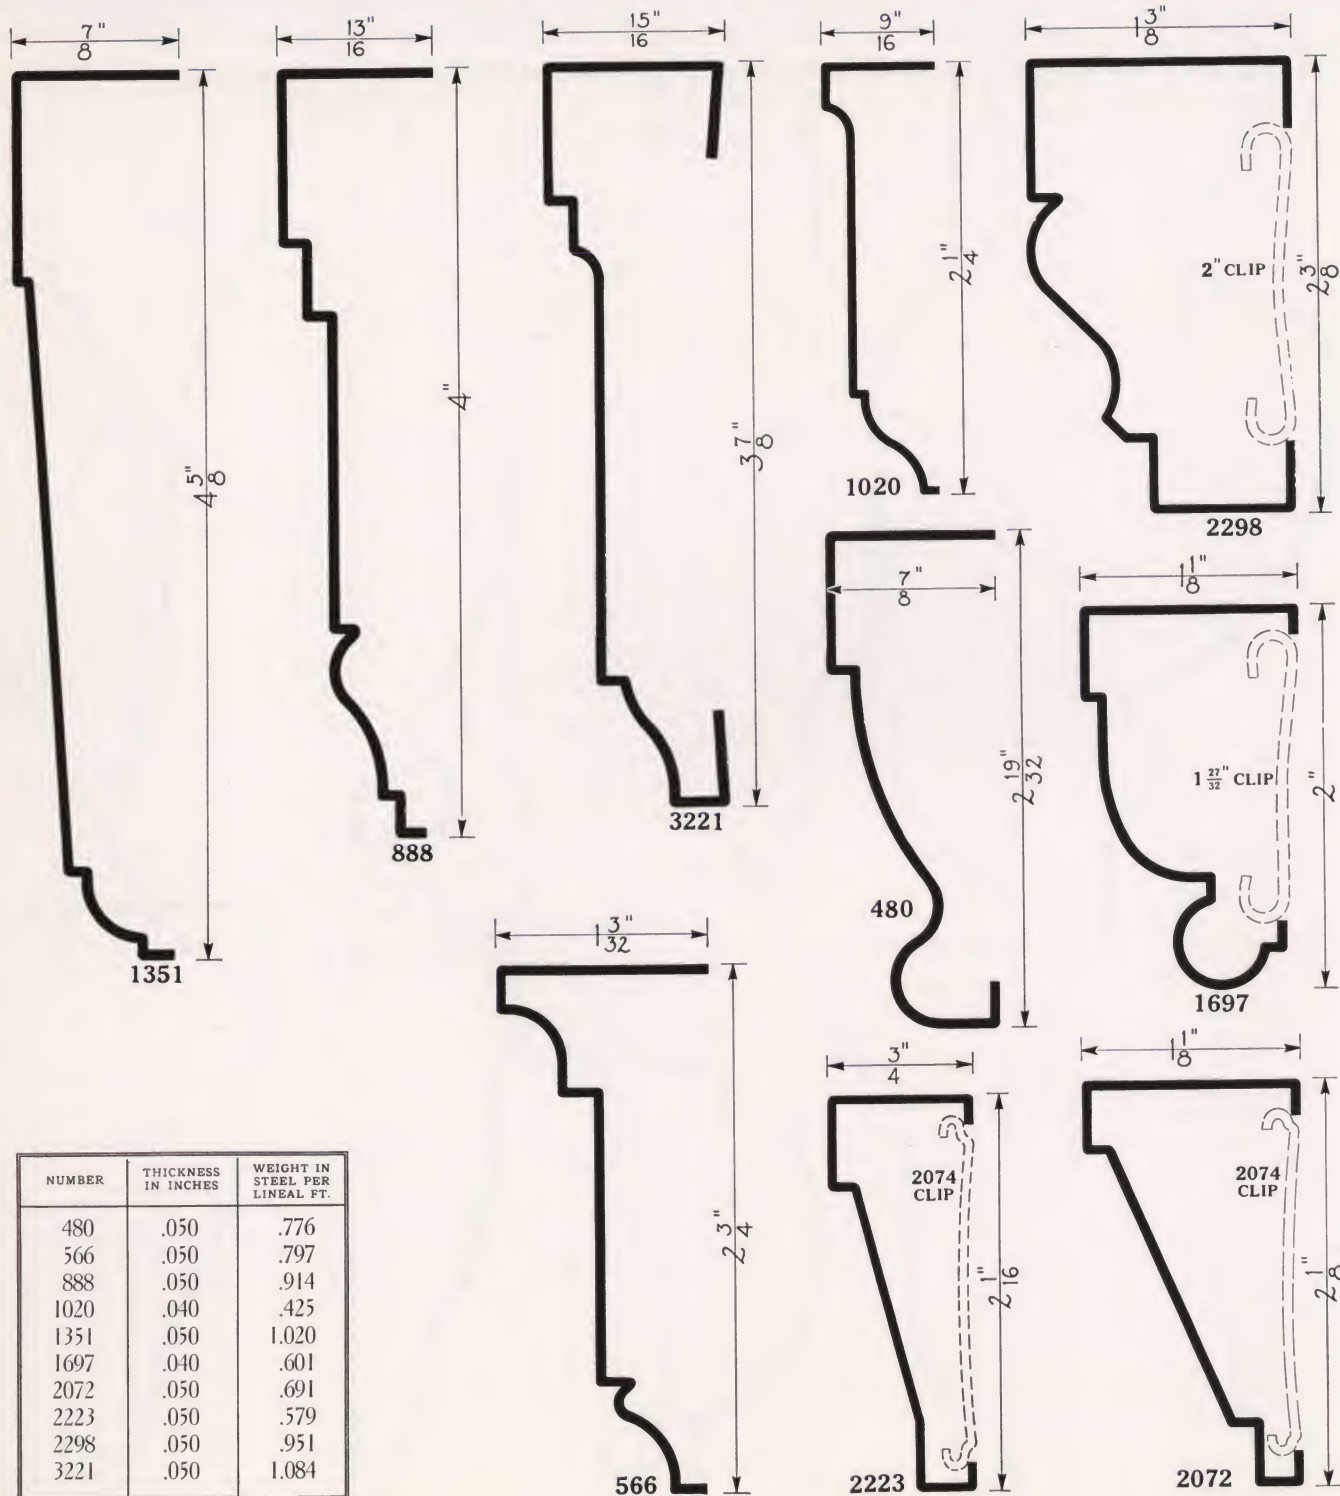 7/8"
13/16"
15/16"
9/16"
1 3/8"
4 5/8"
1351
4"
888
3 7/8"
3221
2 1/4"
1020
2" CLIP
2 3/8"
2298
7/8"
2 19/32"
480
1 1/8"
1 27/32" CLIP
2"
1697
1 3/32"
2 3/4"
566
3/4"
2074
CLIP
2 1/16"
2223
1 1/8"
2074
CLIP
2 1/8"
2072
NUMBER THICKNESS IN INCHES WEIGHT IN STEEL PER LINEAL FT.
480 .050 .776
566 .050 .797
888 .050 .914
1020 .040 .425
1351 .050 1.020
1697 .040 .601
2072 .050 .691
2223 .050 .579
2298 .050 .951
3221 .050 1.084